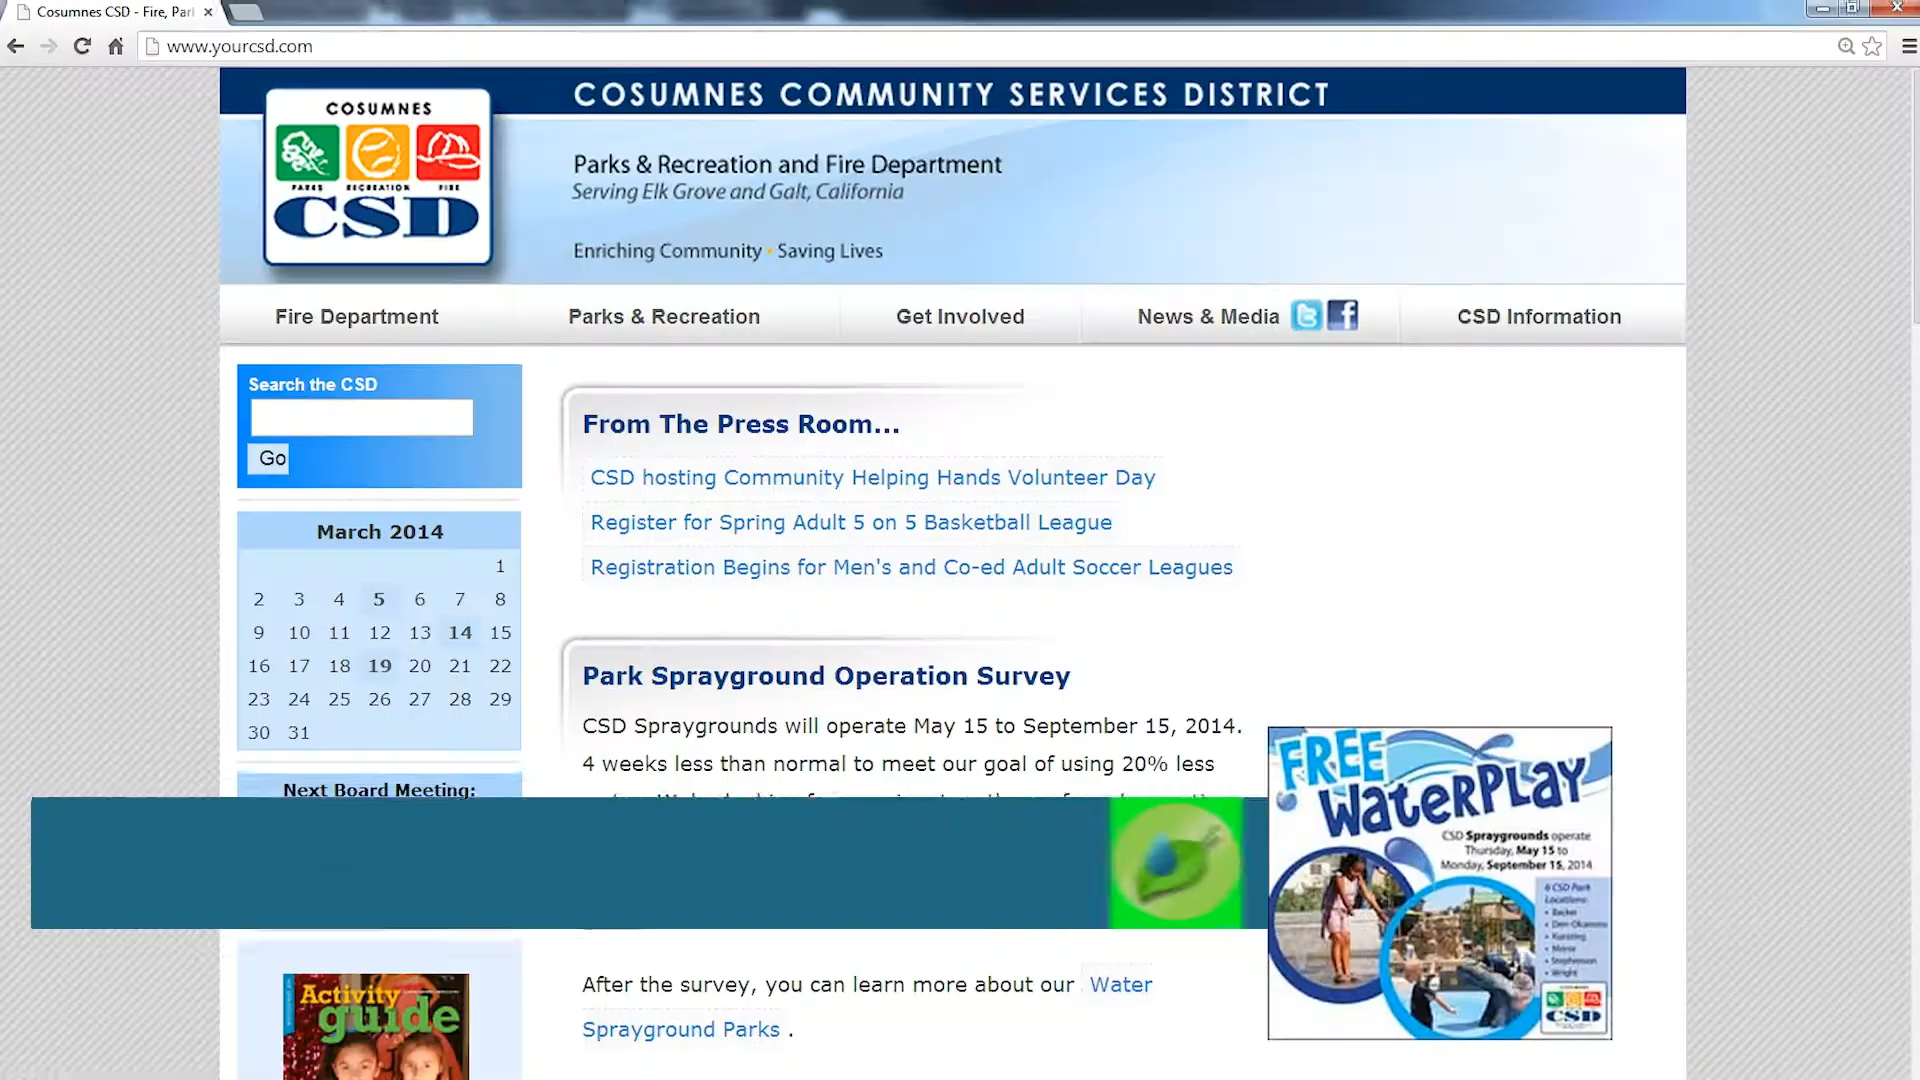 Cosumnes CSD - Fire, Par
www.yourcsd.com
COSUMNES COMMUNITY SERVICES DISTRICT
COSUMNES
PARKS RECREATION FIRE
CSD
Parks & Recreation and Fire Department
Serving Elk Grove and Galt, California
Enriching Community • Saving Lives
Fire Department Parks & Recreation Get Involved News & Media CSD Information
Search the CSD
Go
March 2014
1
2 3 4 5 6 7 8
9 10 11 12 13 14 15
16 17 18 19 20 21 22
23 24 25 26 27 28 29
30 31
Next Board Meeting:
Activity
guide
From The Press Room...
CSD hosting Community Helping Hands Volunteer Day
Register for Spring Adult 5 on 5 Basketball League
Registration Begins for Men's and Co-ed Adult Soccer Leagues
Park Sprayground Operation Survey
CSD Spraygrounds will operate May 15 to September 15, 2014.
4 weeks less than normal to meet our goal of using 20% less
After the survey, you can learn more about our Water
Sprayground Parks .
FREE
WATERPLAY
CSD Spraygrounds operate
Thursday, May 15 to
Monday, September 15, 2014
6 CSD Park
Locations:
• Stephenson
• Wright
CSD